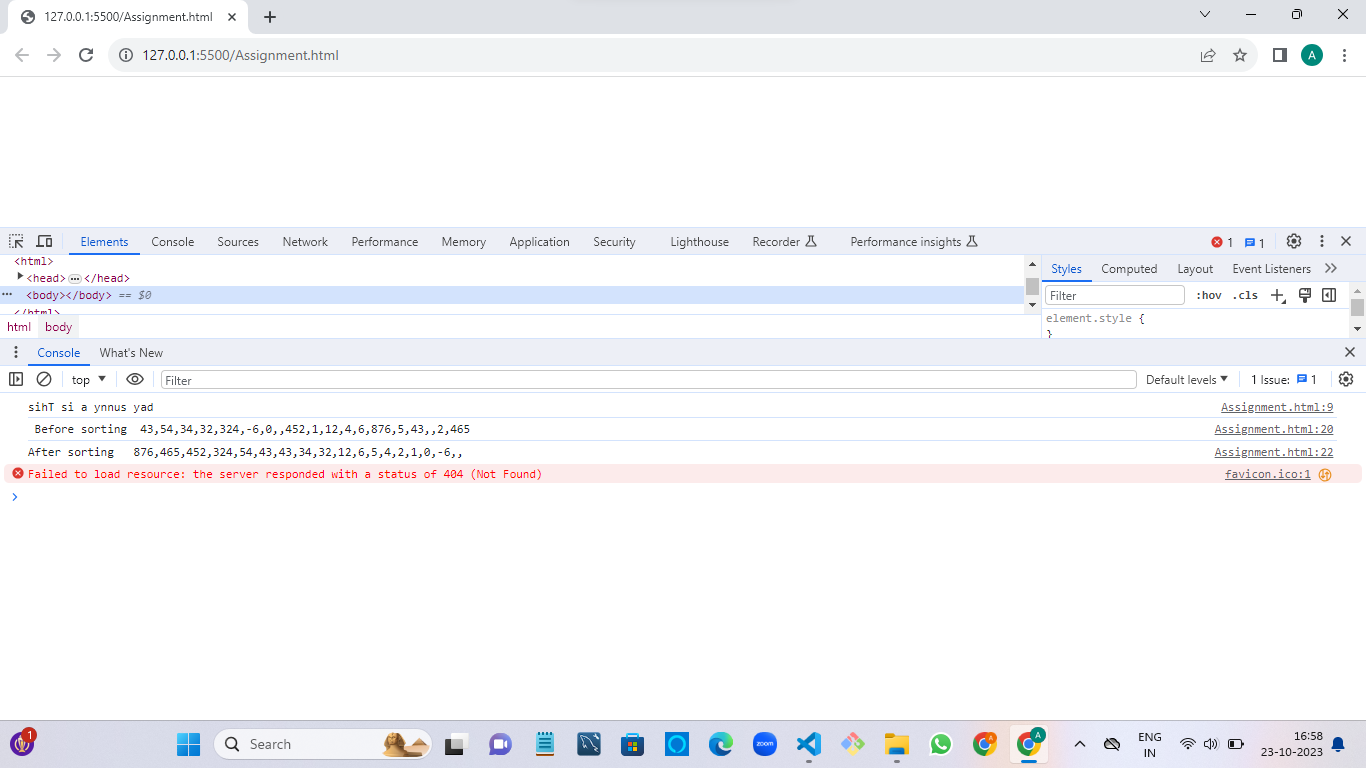 127.0.0.1:5500/Assignment.html
127.0.0.1:5500/Assignment.html
A
Elements Console Sources Network Performance Memory Application Security Lighthouse Recorder Performance insights 1 1
<html>
<head> ··· </head>
··· <body></body> == $0
</html>
html body
Styles Computed Layout Event Listeners
Filter :hov .cls
element.style {
}
Console What's New
top Filter Default levels 1 Issue: 1
sihT si a ynnus yad Assignment.html:9
Before sorting 43,54,34,32,324,-6,0,,452,1,12,4,6,876,5,43,,2,465 Assignment.html:20
After sorting 876,465,452,324,54,43,43,34,32,12,6,5,4,2,1,0,-6,, Assignment.html:22
Failed to load resource: the server responded with a status of 404 (Not Found) favicon.ico:1
1
Search
zoom
A
A
ENG
IN
16:58
23-10-2023